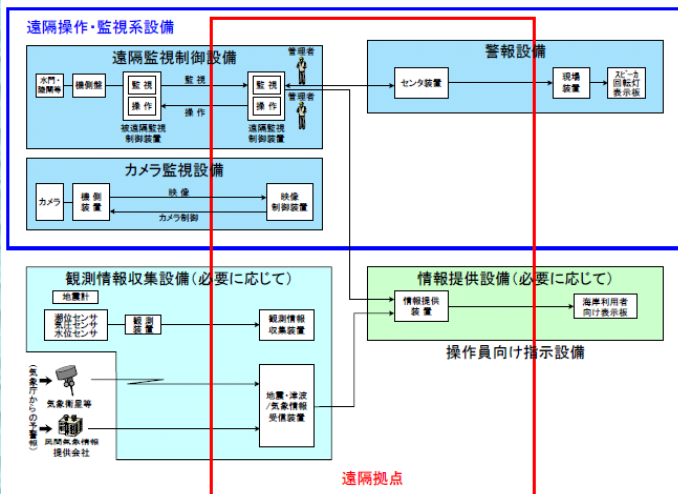 遠隔操作・監視系設備
遠隔監視制御設備
水門・
陸閘等
機側盤
監視
操作
被遠隔監視
制御装置
監 視
操 作
監視
操作
遠隔監視
制御装置
管理者
管理者
警報設備
センタ装置
現場
装置
スピーカ
回転灯
表示板
カメラ監視設備
カメラ
機 側
装 置
映 像
カメラ制御
映像
制御装置
観測情報収集設備(必要に応じて)
地震計
潮位センサ
気圧センサ
水位センサ
観 測
装 置
観測情報
収集装置
(気象庁からの予警報)
気象衛星等
民間気象情報
提供会社
地震・津波
/気象情報
受信装置
情報提供設備(必要に応じて)
情報提供
装 置
海岸利用者
向け表示板
操作員向け指示設備
遠隔拠点